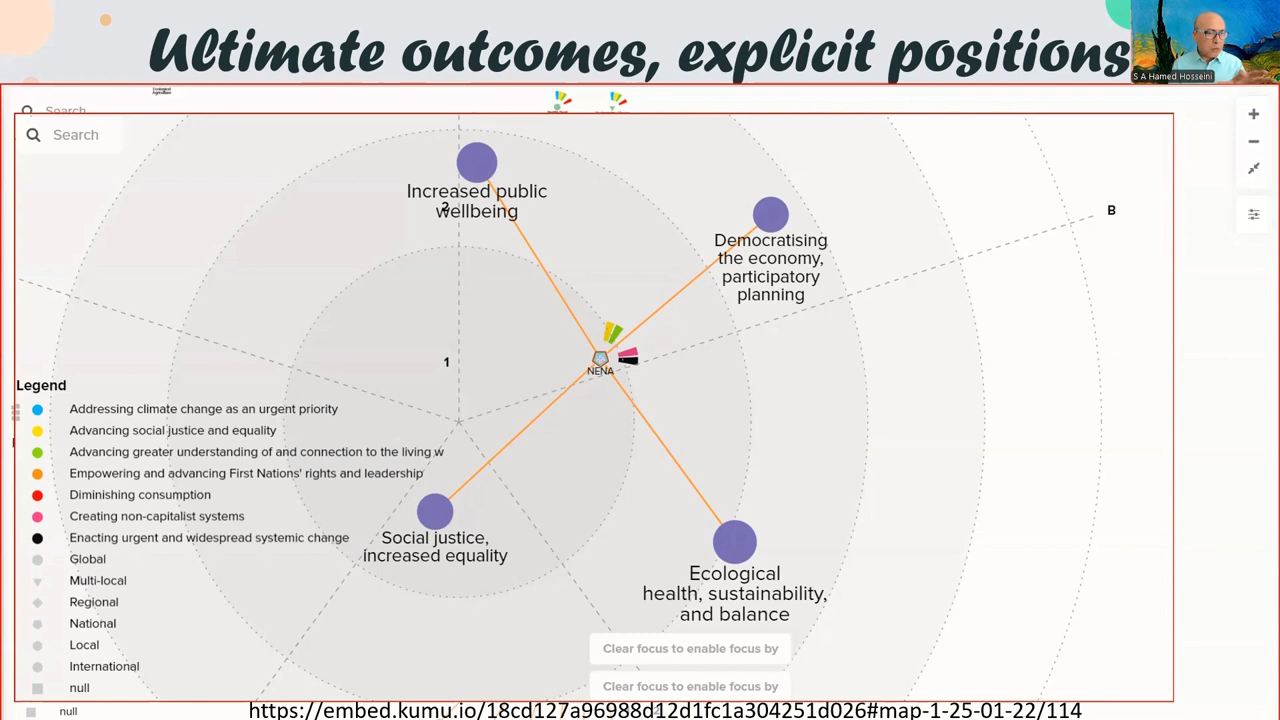 Ultimate outcomes, explicit positions
S A Hamed Hosseini
Ecological
Agriculture
Search
Search
Increased public
wellbeing
2
Democratising
the economy,
participatory
planning
B
1
NENA
Legend
Addressing climate change as an urgent priority
Advancing social justice and equality
Advancing greater understanding of and connection to the living w
Empowering and advancing First Nations' rights and leadership
Diminishing consumption
Creating non-capitalist systems
Enacting urgent and widespread systemic change
Global
Multi-local
Regional
National
Local
International
null
null
Social justice,
increased equality
Ecological
health, sustainability,
and balance
Clear focus to enable focus by
Clear focus to enable focus by
https://embed.kumu.io/18cd127a96988d12d1fc1a304251d026#map-1-25-01-22/114